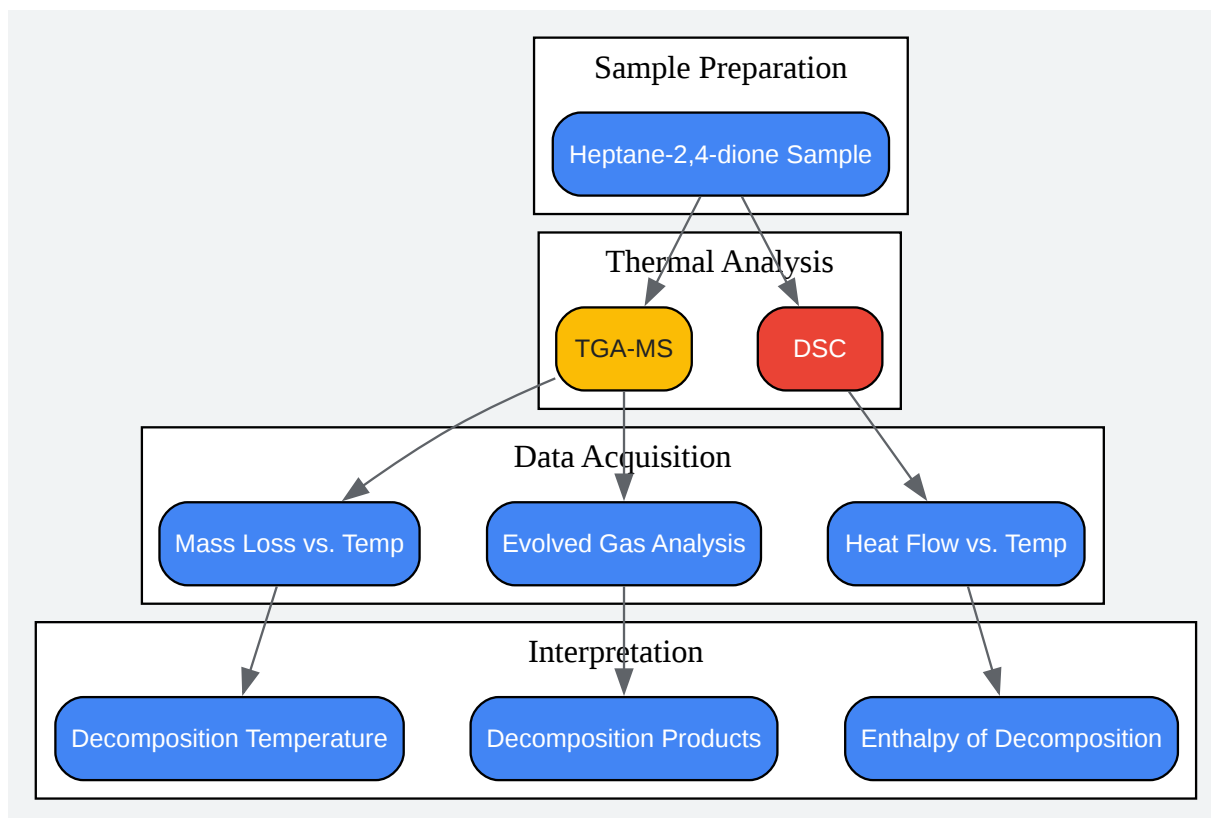 Sample Preparation
Heptane-2,4-dione Sample
Thermal Analysis
TGA-MS
DSC
Data Acquisition
Mass Loss vs. Temp
Evolved Gas Analysis
Heat Flow vs. Temp
Interpretation
Decomposition Temperature
Decomposition Products
Enthalpy of Decomposition